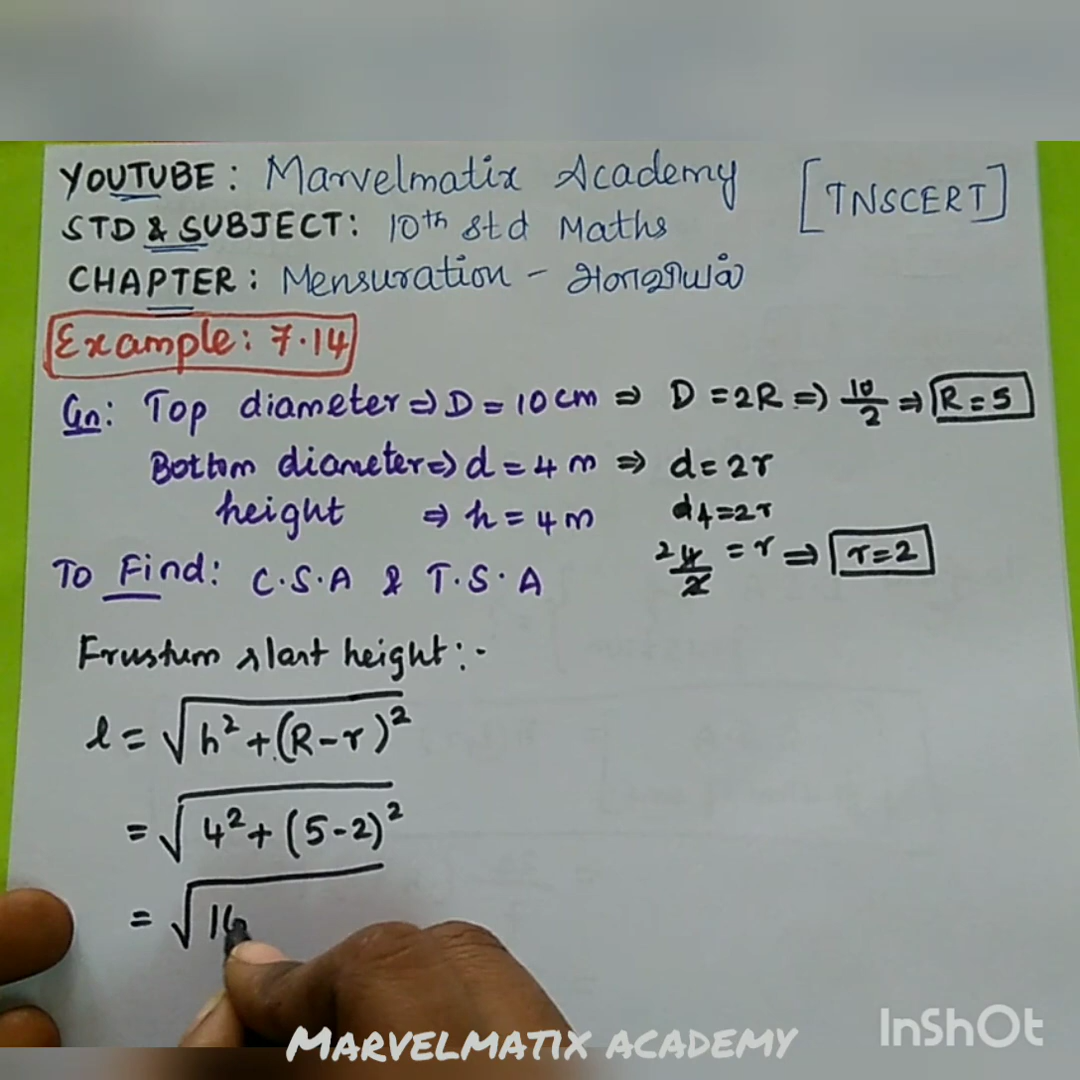 YOUTUBE: Marvelmatix Academy [TNSCERT]
STD & SUBJECT: 10th Std Maths
CHAPTER: Mensuration - அளவியல்
Example: 7.14
Gn: Top diameter ⇒ D = 10 cm ⇒ D = 2R ⇒ 10/2 ⇒ R = 5
Bottom diameter ⇒ d = 4 m ⇒ d = 2r
height ⇒ h = 4 m d4 = 2r
2 4/2 = r ⇒ r = 2
To Find: C.S.A & T.S.A
Frustum slant height :-
l = √h² + (R - r)²
= √4² + (5 - 2)²
= √16
MARVELMATIX ACADEMY
InShOt